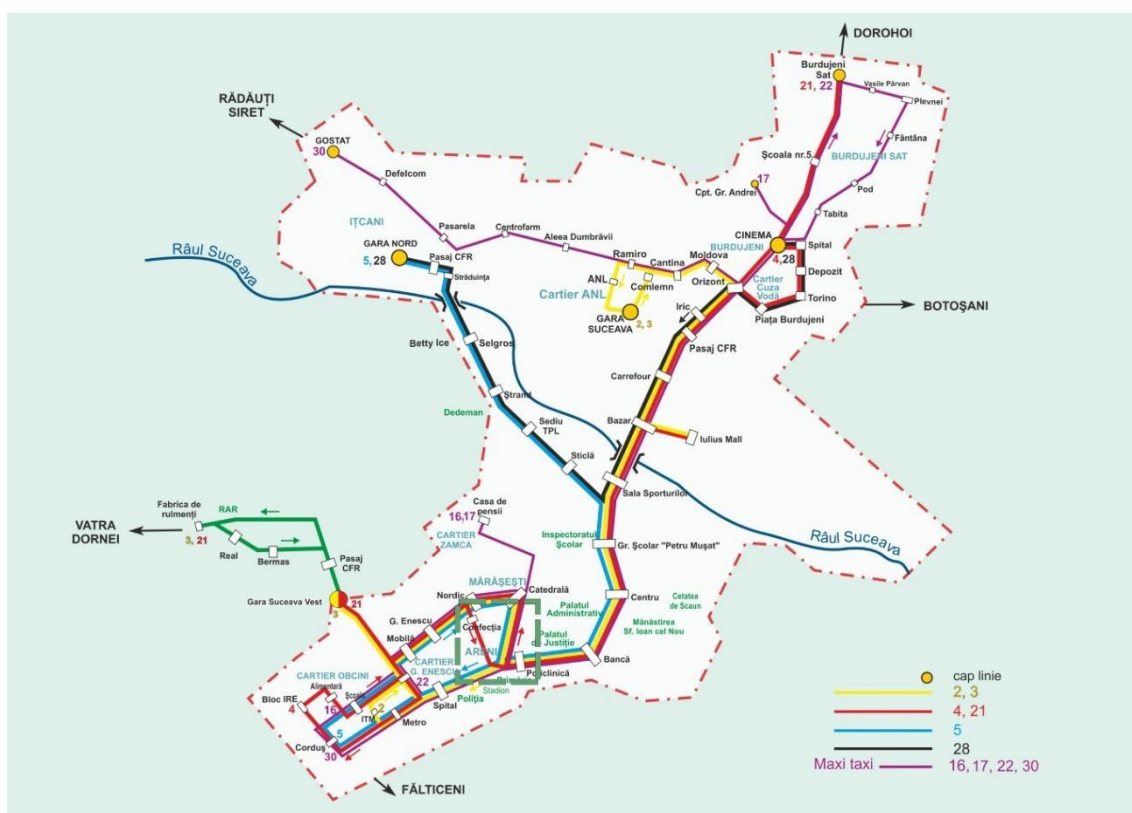 DOROHOI
Burdujeni
Sat
21, 22
Vasile Pârvan
Plevnei
RĂDĂUȚI
SIRET
GOSTAT
30
Fântâna
Școala nr.5
BURDUJENI SAT
Defelcom
17
Cpt. Gr. Andrei
Pod
Tabita
IȚCANI
Pasarela
Centrofarm
Aleea Dumbrăvii
CINEMA
BURDUJENI
4,28
Spital
Râul Suceava
GARA NORD
5, 28
Pasaj CFR
Străduința
Ramiro
Cantina
Moldova
Orizont
Cartier
Cuza
Vodă
Depozit
ANL
Comlemn
Cartier ANL
GARA
SUCEAVA
2, 3
Torino
Piața Burdujeni
BOTOȘANI
Iric
Pasaj CFR
Betty Ice
Selgros
Carrefour
Ștrand
Dedeman
Sediu
TPL
Bazar
Iulius Mall
Sticlă
Sala Sporturilor
Râul Suceava
Casa de
pensii
16,17
CARTIER
ZAMCA
Fabrica de
rulmenți
3, 21
RAR
VATRA
DORNEI
Real
Bermas
Pasaj
CFR
Inspectoratul
Școlar
Gr. Școlar "Petru Mușat"
Gara Suceava Vest
3
21
MĂRĂȘEȘTI
Nordic
Catedrală
Centru
Cetatea
de Scaun
Palatul
Administrativ
Mănăstirea
Sf. Ioan cel Nou
G. Enescu
Confecția
Mobilă
ARENI
Palatul
de Justiție
Bancă
CARTIER
G. ENESCU
22
Policlinică
Stadion
Poliția
Spital
CARTIER OBCINI
Alimentară
Școala
16
Bloc IRE
4
2
ITM
Metro
5
Corduș
30
FĂLTICENI
cap linie
2, 3
4, 21
5
28
Maxi taxi
16, 17, 22, 30